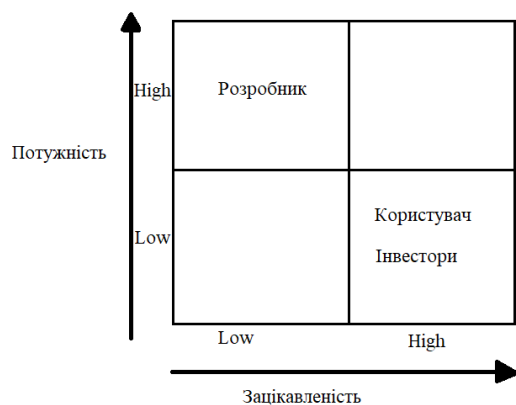 High
Розробник
Потужність
Low
Користувач
Інвестори
Low
High
Зацікавленість